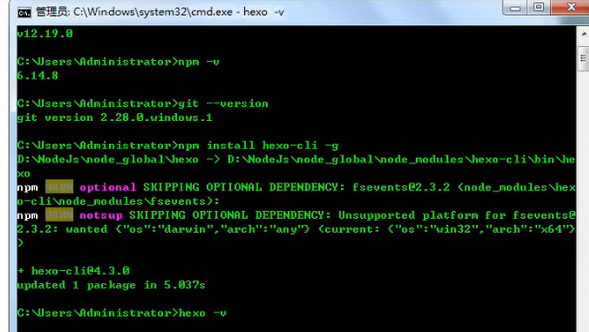 管理员: C:\Windows\system32\cmd.exe - hexo -v
v12.19.0
C:\Users\Administrator>npm -v
6.14.8
C:\Users\Administrator>git --version
git version 2.28.0.windows.1
C:\Users\Administrator>npm install hexo-cli -g
D:\NodeJs\node_global\hexo -> D:\NodeJs\node_global\node_modules\hexo-cli\bin\he
xo
npm WARN optional SKIPPING OPTIONAL DEPENDENCY: fsevents@2.3.2 (node_modules\hex
o-cli\node_modules\fsevents):
npm WARN notsup SKIPPING OPTIONAL DEPENDENCY: Unsupported platform for fsevents@
2.3.2: wanted {"os":"darwin","arch":"any"} (current: {"os":"win32","arch":"x64"}
)
+ hexo-cli@4.3.0
updated 1 package in 5.037s
C:\Users\Administrator>hexo -v